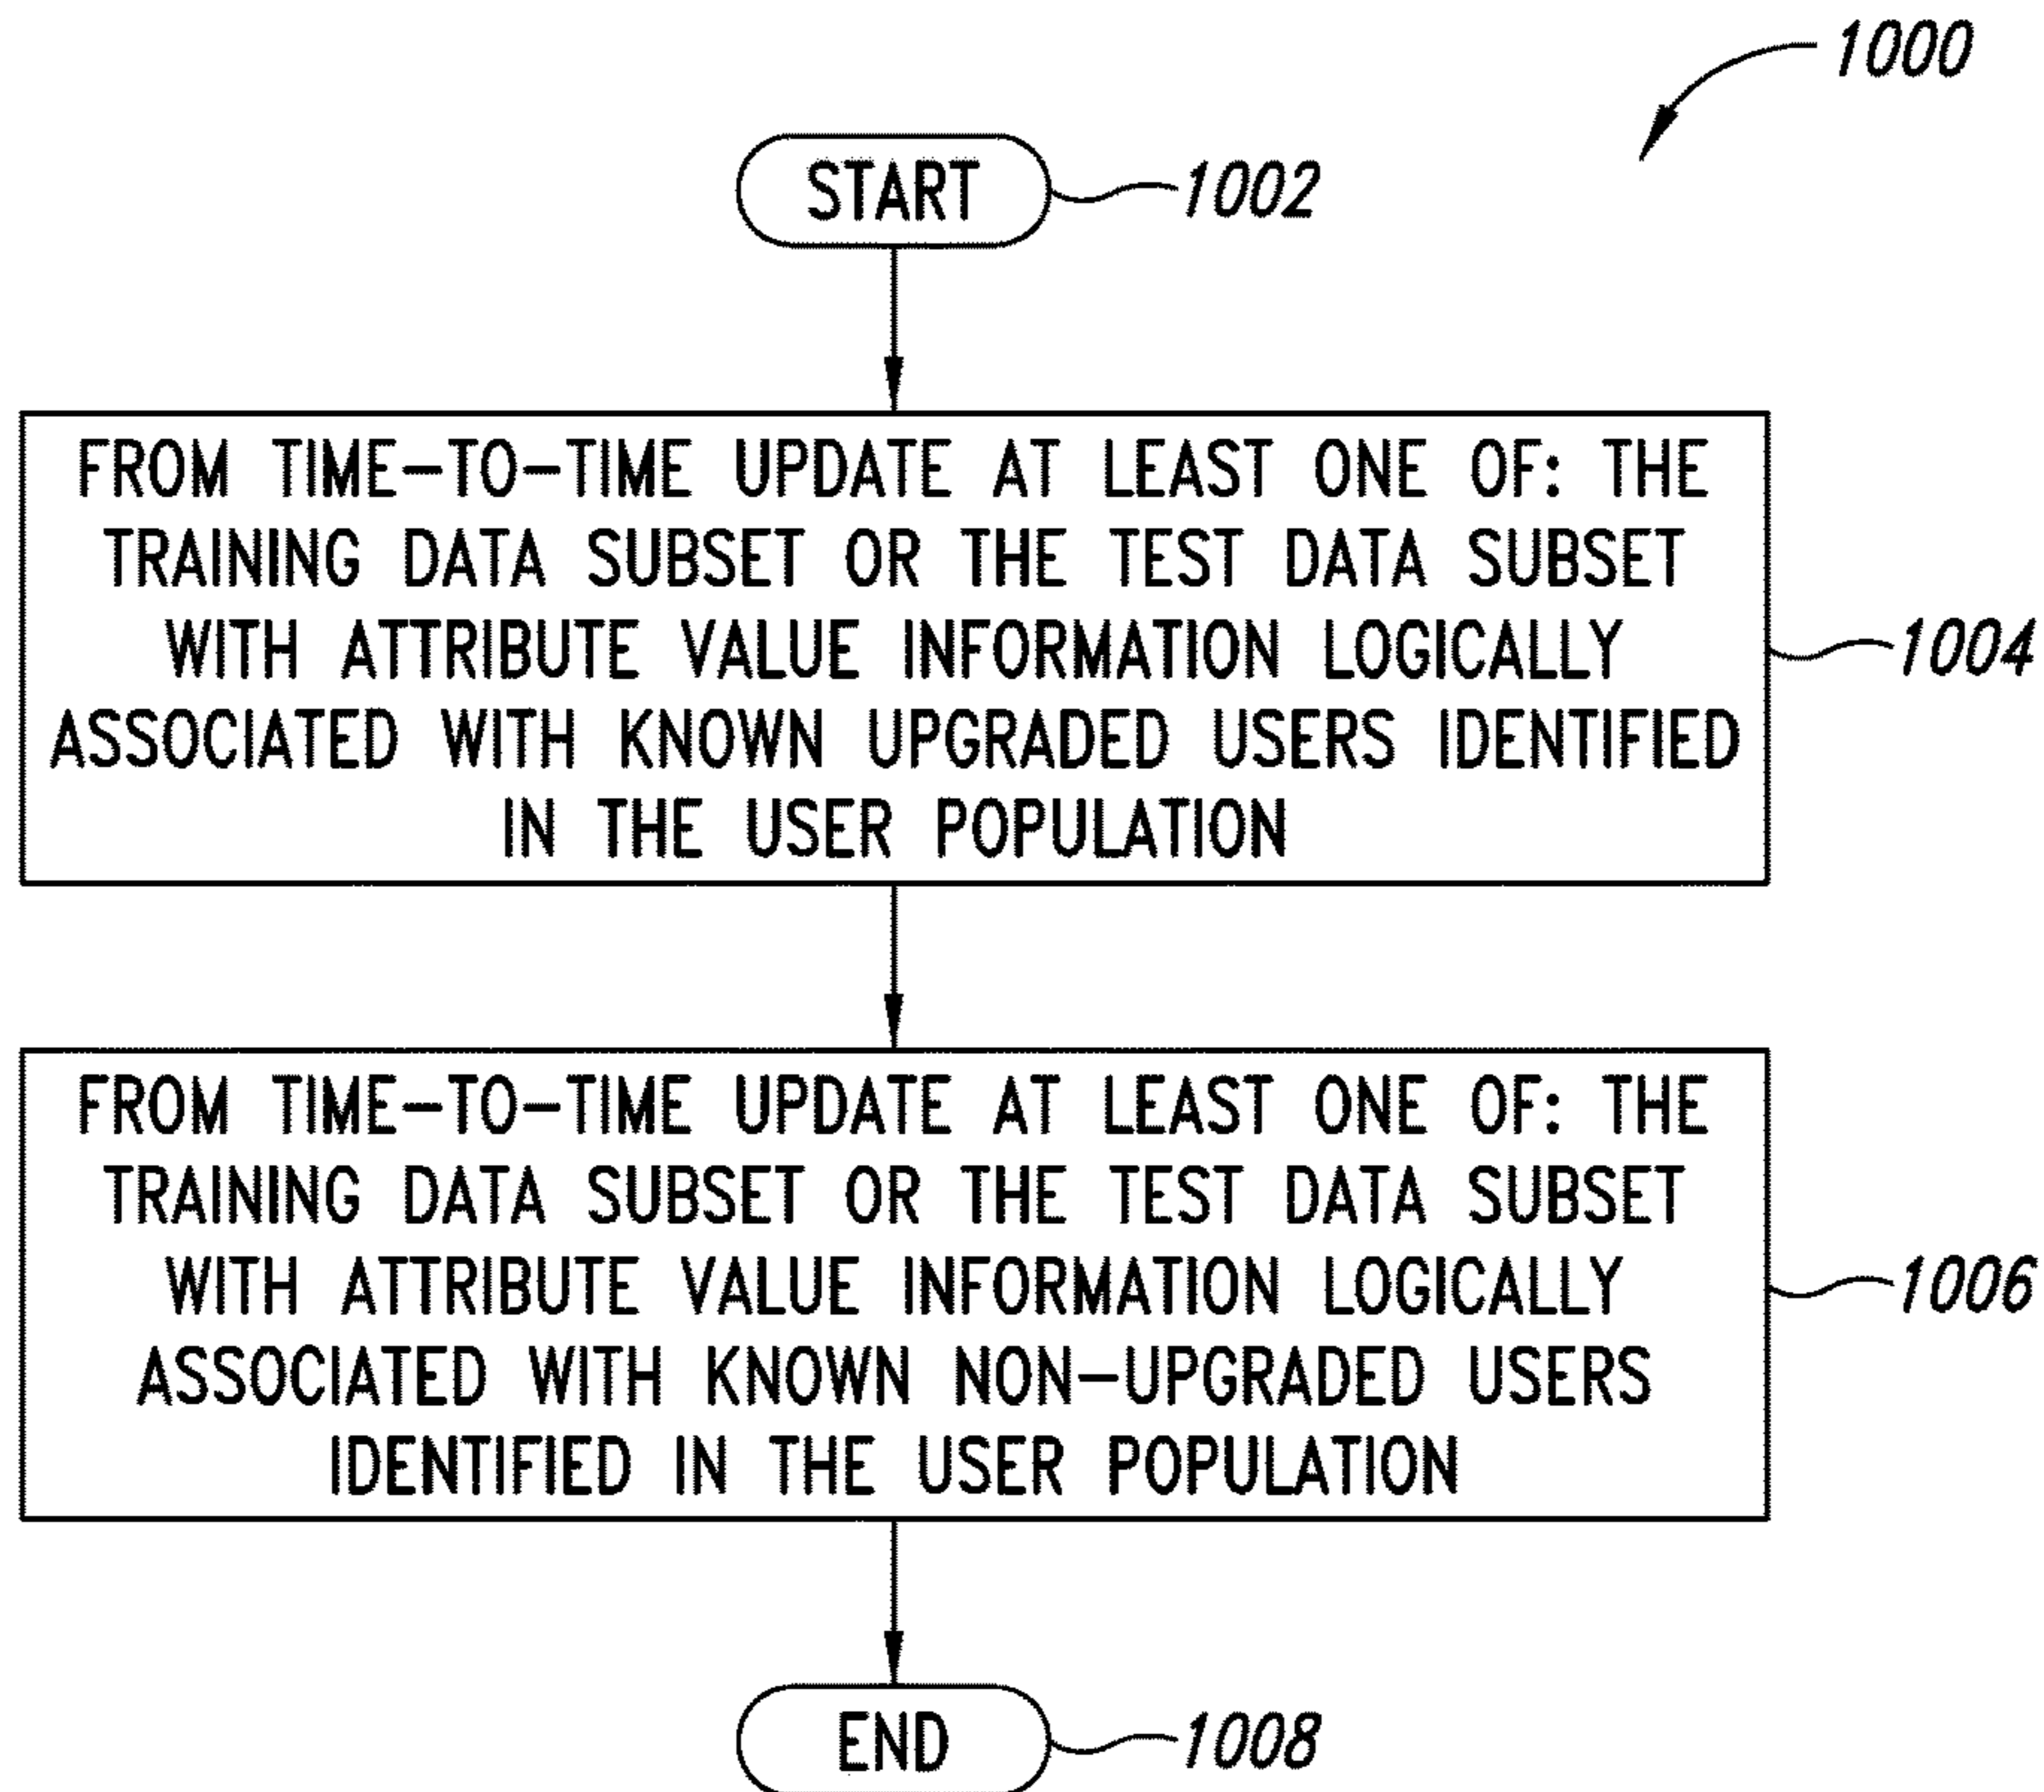 1000
START
1002
FROM TIME-TO-TIME UPDATE AT LEAST ONE OF: THE
TRAINING DATA SUBSET OR THE TEST DATA SUBSET
WITH ATTRIBUTE VALUE INFORMATION LOGICALLY
ASSOCIATED WITH KNOWN UPGRADED USERS IDENTIFIED
IN THE USER POPULATION
1004
FROM TIME-TO-TIME UPDATE AT LEAST ONE OF: THE
TRAINING DATA SUBSET OR THE TEST DATA SUBSET
WITH ATTRIBUTE VALUE INFORMATION LOGICALLY
ASSOCIATED WITH KNOWN NON-UPGRADED USERS
IDENTIFIED IN THE USER POPULATION
1006
END
1008